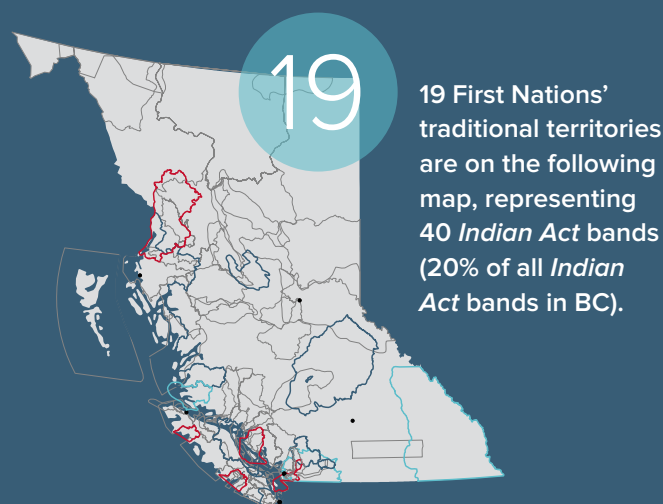 19
19 First Nations’
traditional territories
are on the following
map, representing
40 Indian Act bands
(20% of all Indian
Act bands in BC).